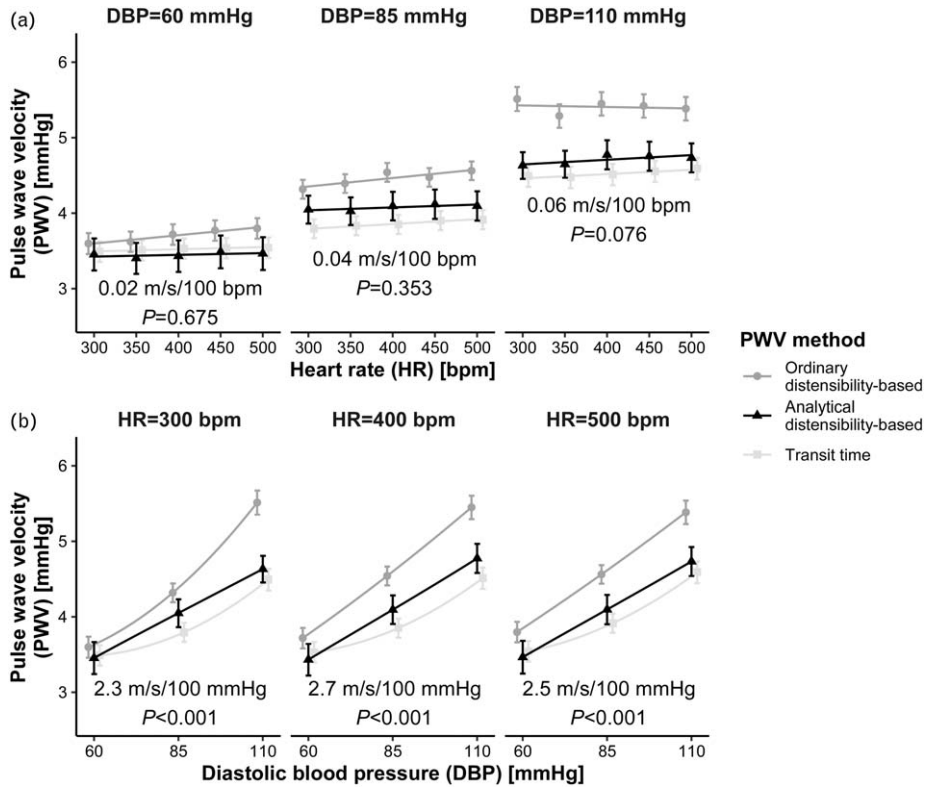 (a)
DBP=60 mmHg
DBP=85 mmHg
DBP=110 mmHg
Pulse wave velocity
(PWV) [mmHg]
6
5
4
3
0.02 m/s/100 bpm
P=0.675
0.04 m/s/100 bpm
P=0.353
0.06 m/s/100 bpm
P=0.076
300 350 400 450 500
300 350 400 450 500
300 350 400 450 500
Heart rate (HR) [bpm]
PWV method
Ordinary
distensibility-based
Analytical
distensibility-based
Transit time
(b)
HR=300 bpm
HR=400 bpm
HR=500 bpm
Pulse wave velocity
(PWV) [mmHg]
6
5
4
3
2.3 m/s/100 mmHg
P<0.001
2.7 m/s/100 mmHg
P<0.001
2.5 m/s/100 mmHg
P<0.001
60 85 110
60 85 110
60 85 110
Diastolic blood pressure (DBP) [mmHg]